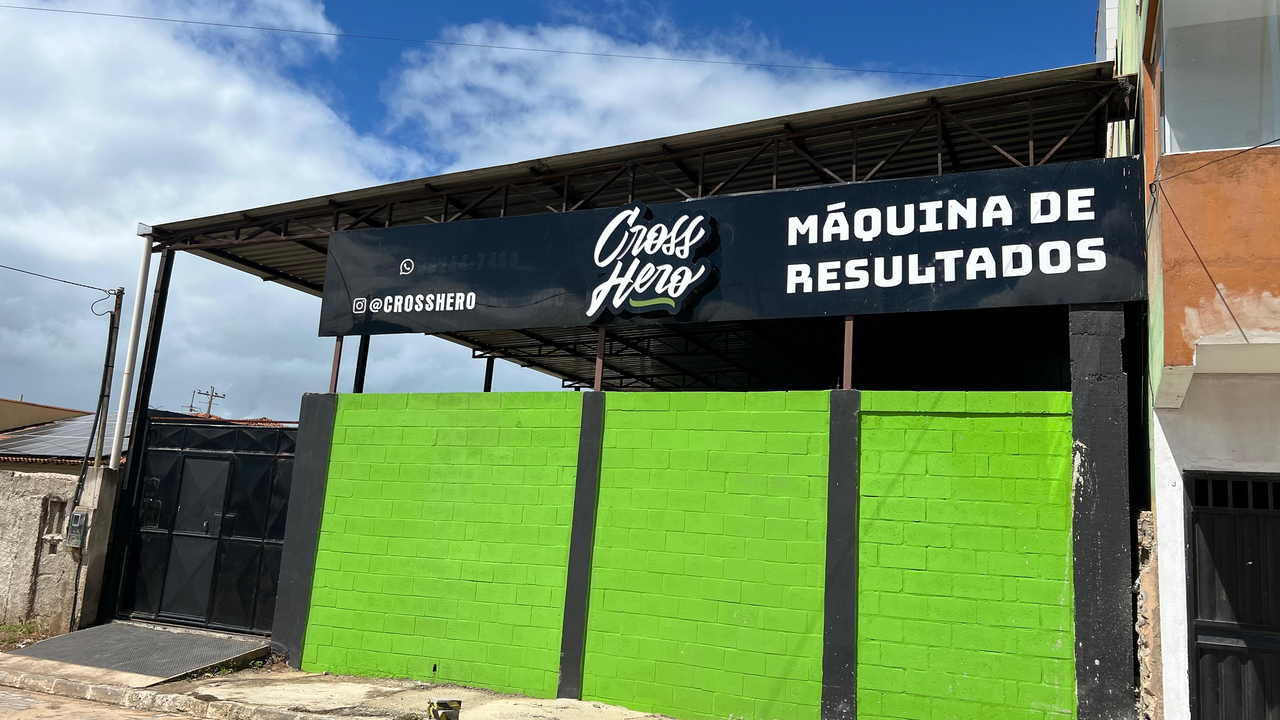 @CROSSHERO
Cross
Hero
MÁQUINA DE
RESULTADOS